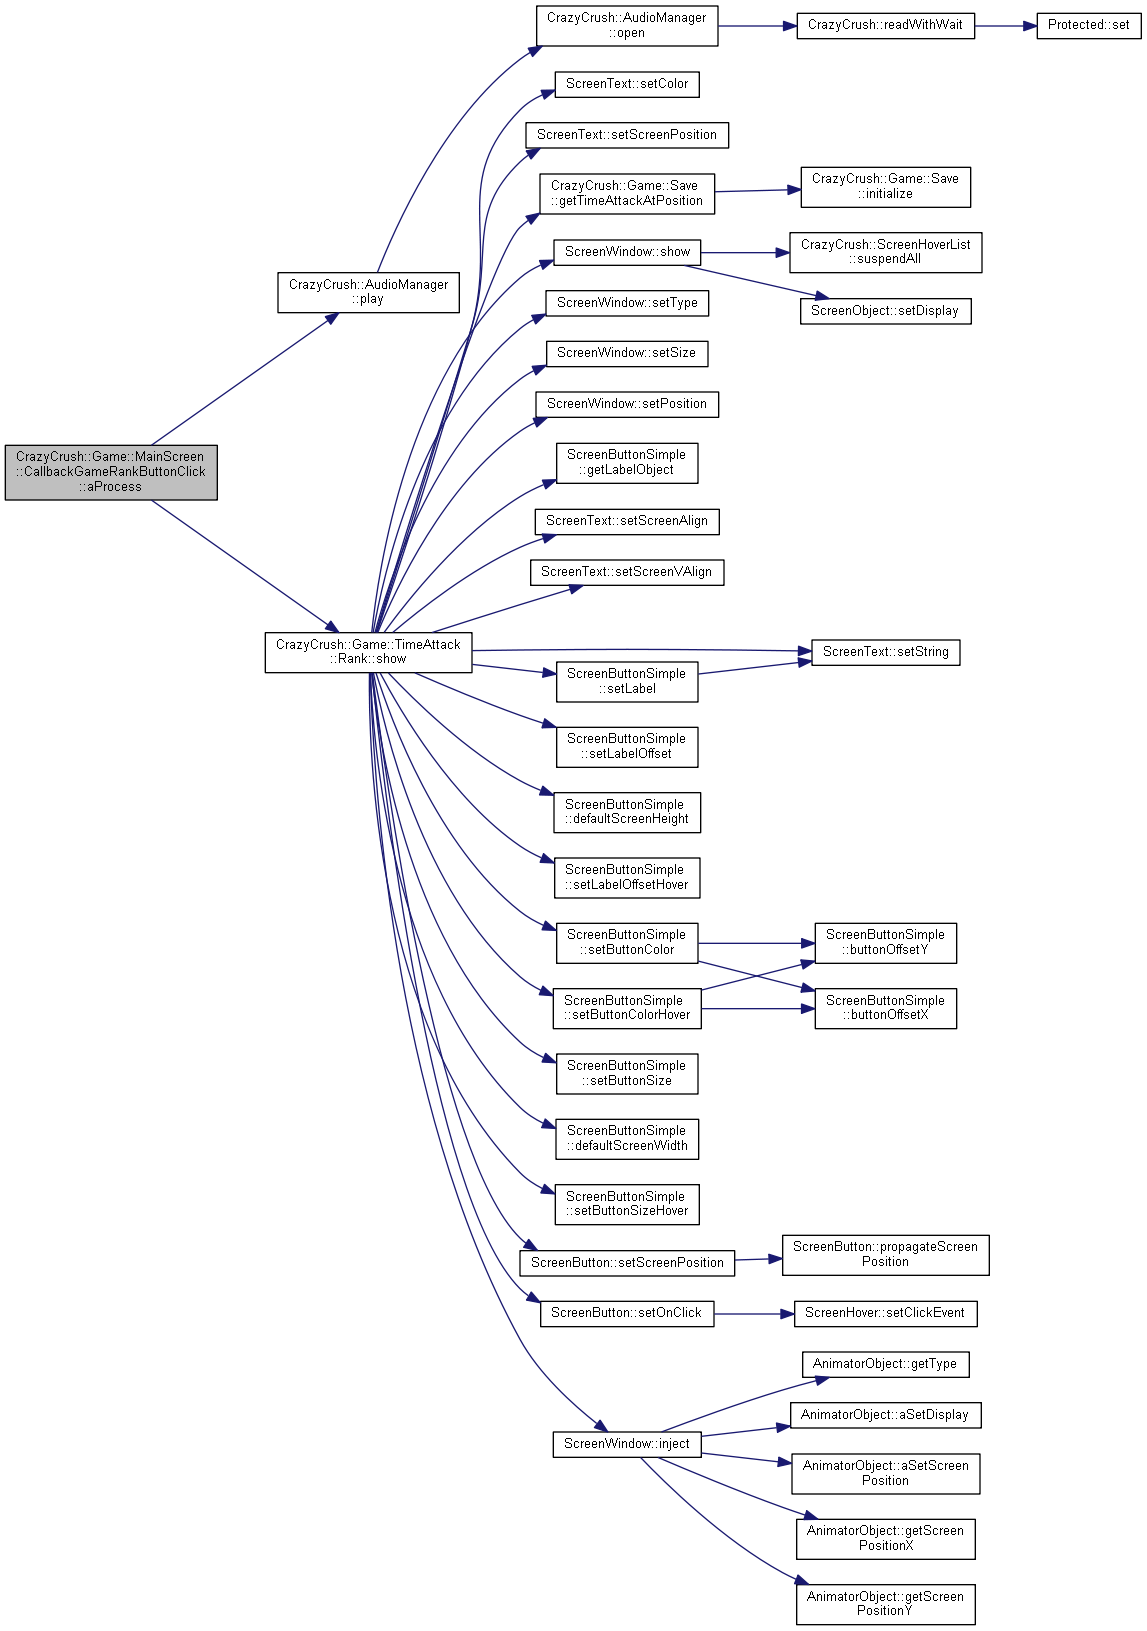 CrazyCrush::AudioManager
::open
CrazyCrush::readWithWait
Protected::set
ScreenText::setColor
ScreenText::setScreenPosition
CrazyCrush::Game::Save
::getTimeAttackAtPosition
CrazyCrush::Game::Save
::initialize
ScreenWindow::show
CrazyCrush::ScreenHoverList
::suspendAll
CrazyCrush::AudioManager
::play
ScreenWindow::setType
ScreenObject::setDisplay
ScreenWindow::setSize
ScreenWindow::setPosition
CrazyCrush::Game::MainScreen
::CallbackGameRankButtonClick
::aProcess
ScreenButtonSimple
::getLabelObject
ScreenText::setScreenAlign
ScreenText::setScreenVAlign
CrazyCrush::Game::TimeAttack
::Rank::show
ScreenText::setString
ScreenButtonSimple
::setLabel
ScreenButtonSimple
::setLabelOffset
ScreenButtonSimple
::defaultScreenHeight
ScreenButtonSimple
::setLabelOffsetHover
ScreenButtonSimple
::setButtonColor
ScreenButtonSimple
::buttonOffsetY
ScreenButtonSimple
::setButtonColorHover
ScreenButtonSimple
::buttonOffsetX
ScreenButtonSimple
::setButtonSize
ScreenButtonSimple
::defaultScreenWidth
ScreenButtonSimple
::setButtonSizeHover
ScreenButton::setScreenPosition
ScreenButton::propagateScreen
Position
ScreenButton::setOnClick
ScreenHover::setClickEvent
AnimatorObject::getType
AnimatorObject::aSetDisplay
ScreenWindow::inject
AnimatorObject::aSetScreen
Position
AnimatorObject::getScreen
PositionX
AnimatorObject::getScreen
PositionY